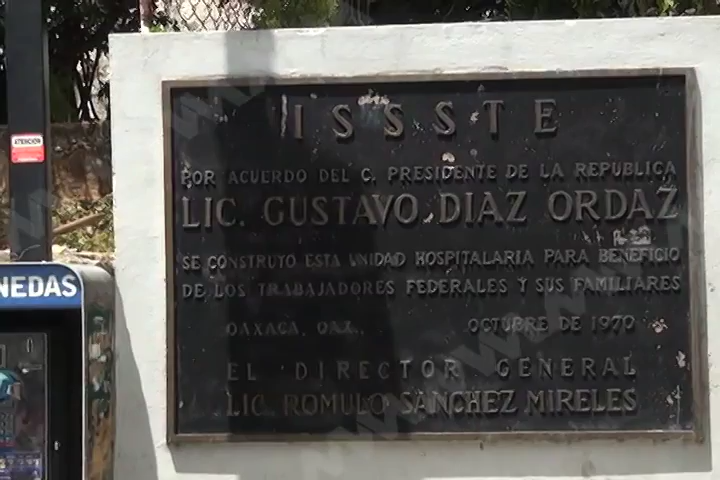 ISSSTE
POR ACUERDO DEL C. PRESIDENTE DE LA REPUBLICA
LIC. GUSTAVO DIAZ ORDAZ
SE CONSTRUYO ESTA UNIDAD HOSPITALARIA PARA BENEFICIO
DE LOS TRABAJADORES FEDERALES Y SUS FAMILIARES
OAXACA, OAX., OCTUBRE DE 1970
EL DIRECTOR GENERAL
LIC. ROMULO SANCHEZ MIRELES
ATENCION
NEDAS